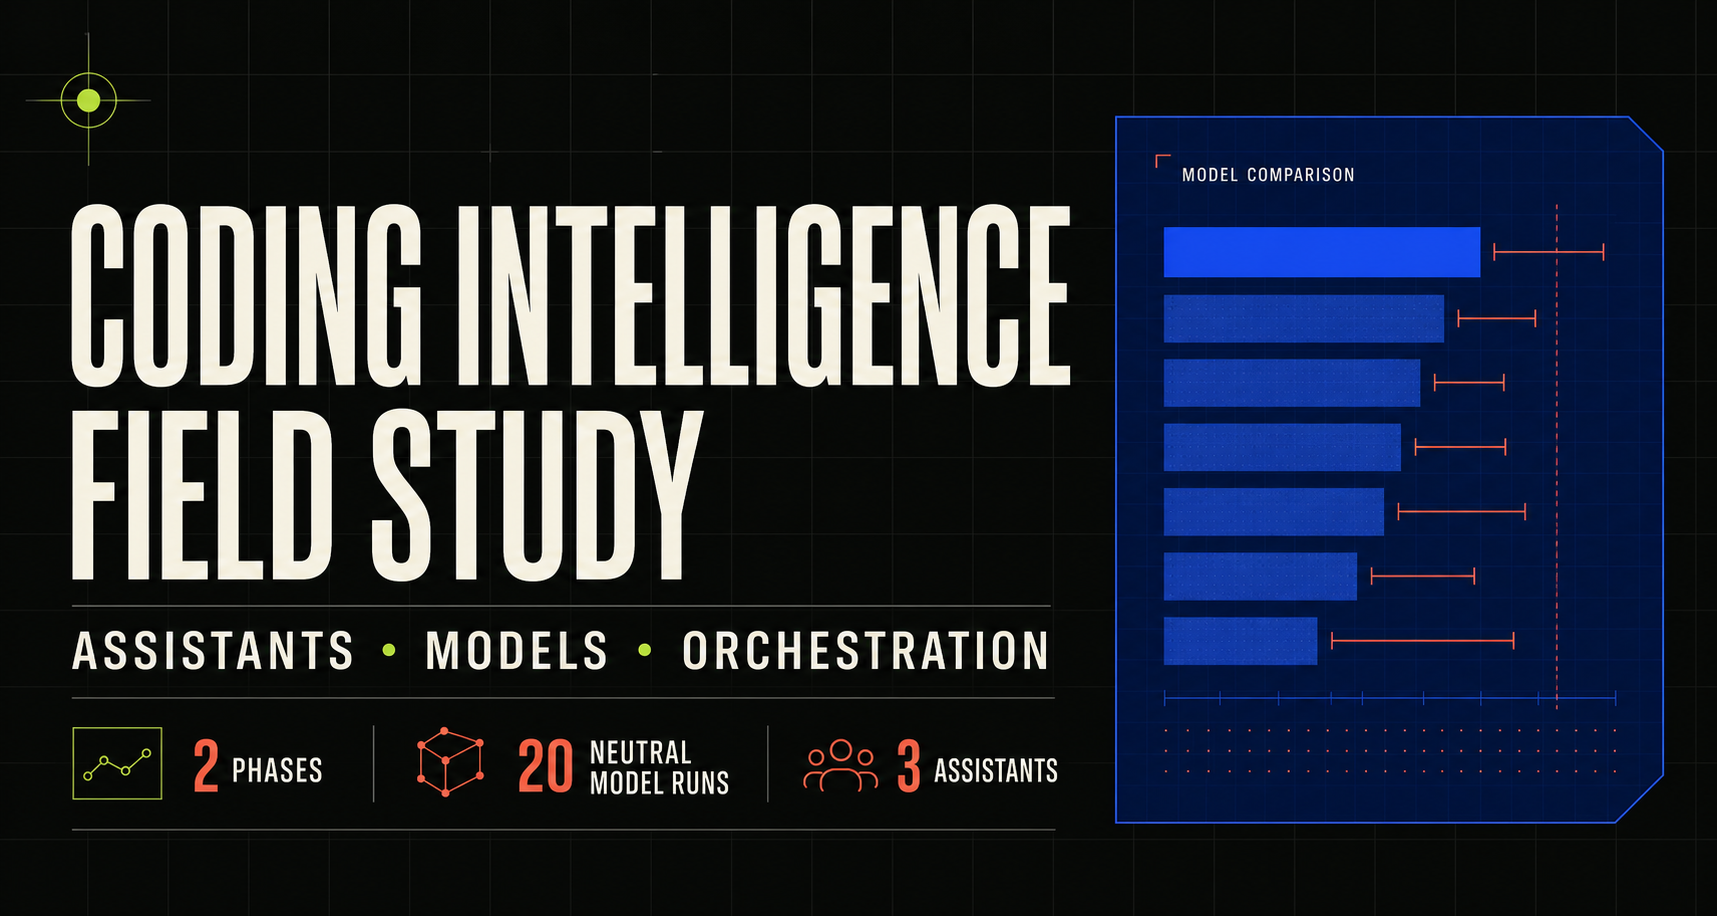 CODING INTELLIGENCE
FIELD STUDY
ASSISTANTS • MODELS • ORCHESTRATION
2 PHASES
20 NEUTRAL
MODEL RUNS
3 ASSISTANTS
MODEL COMPARISON